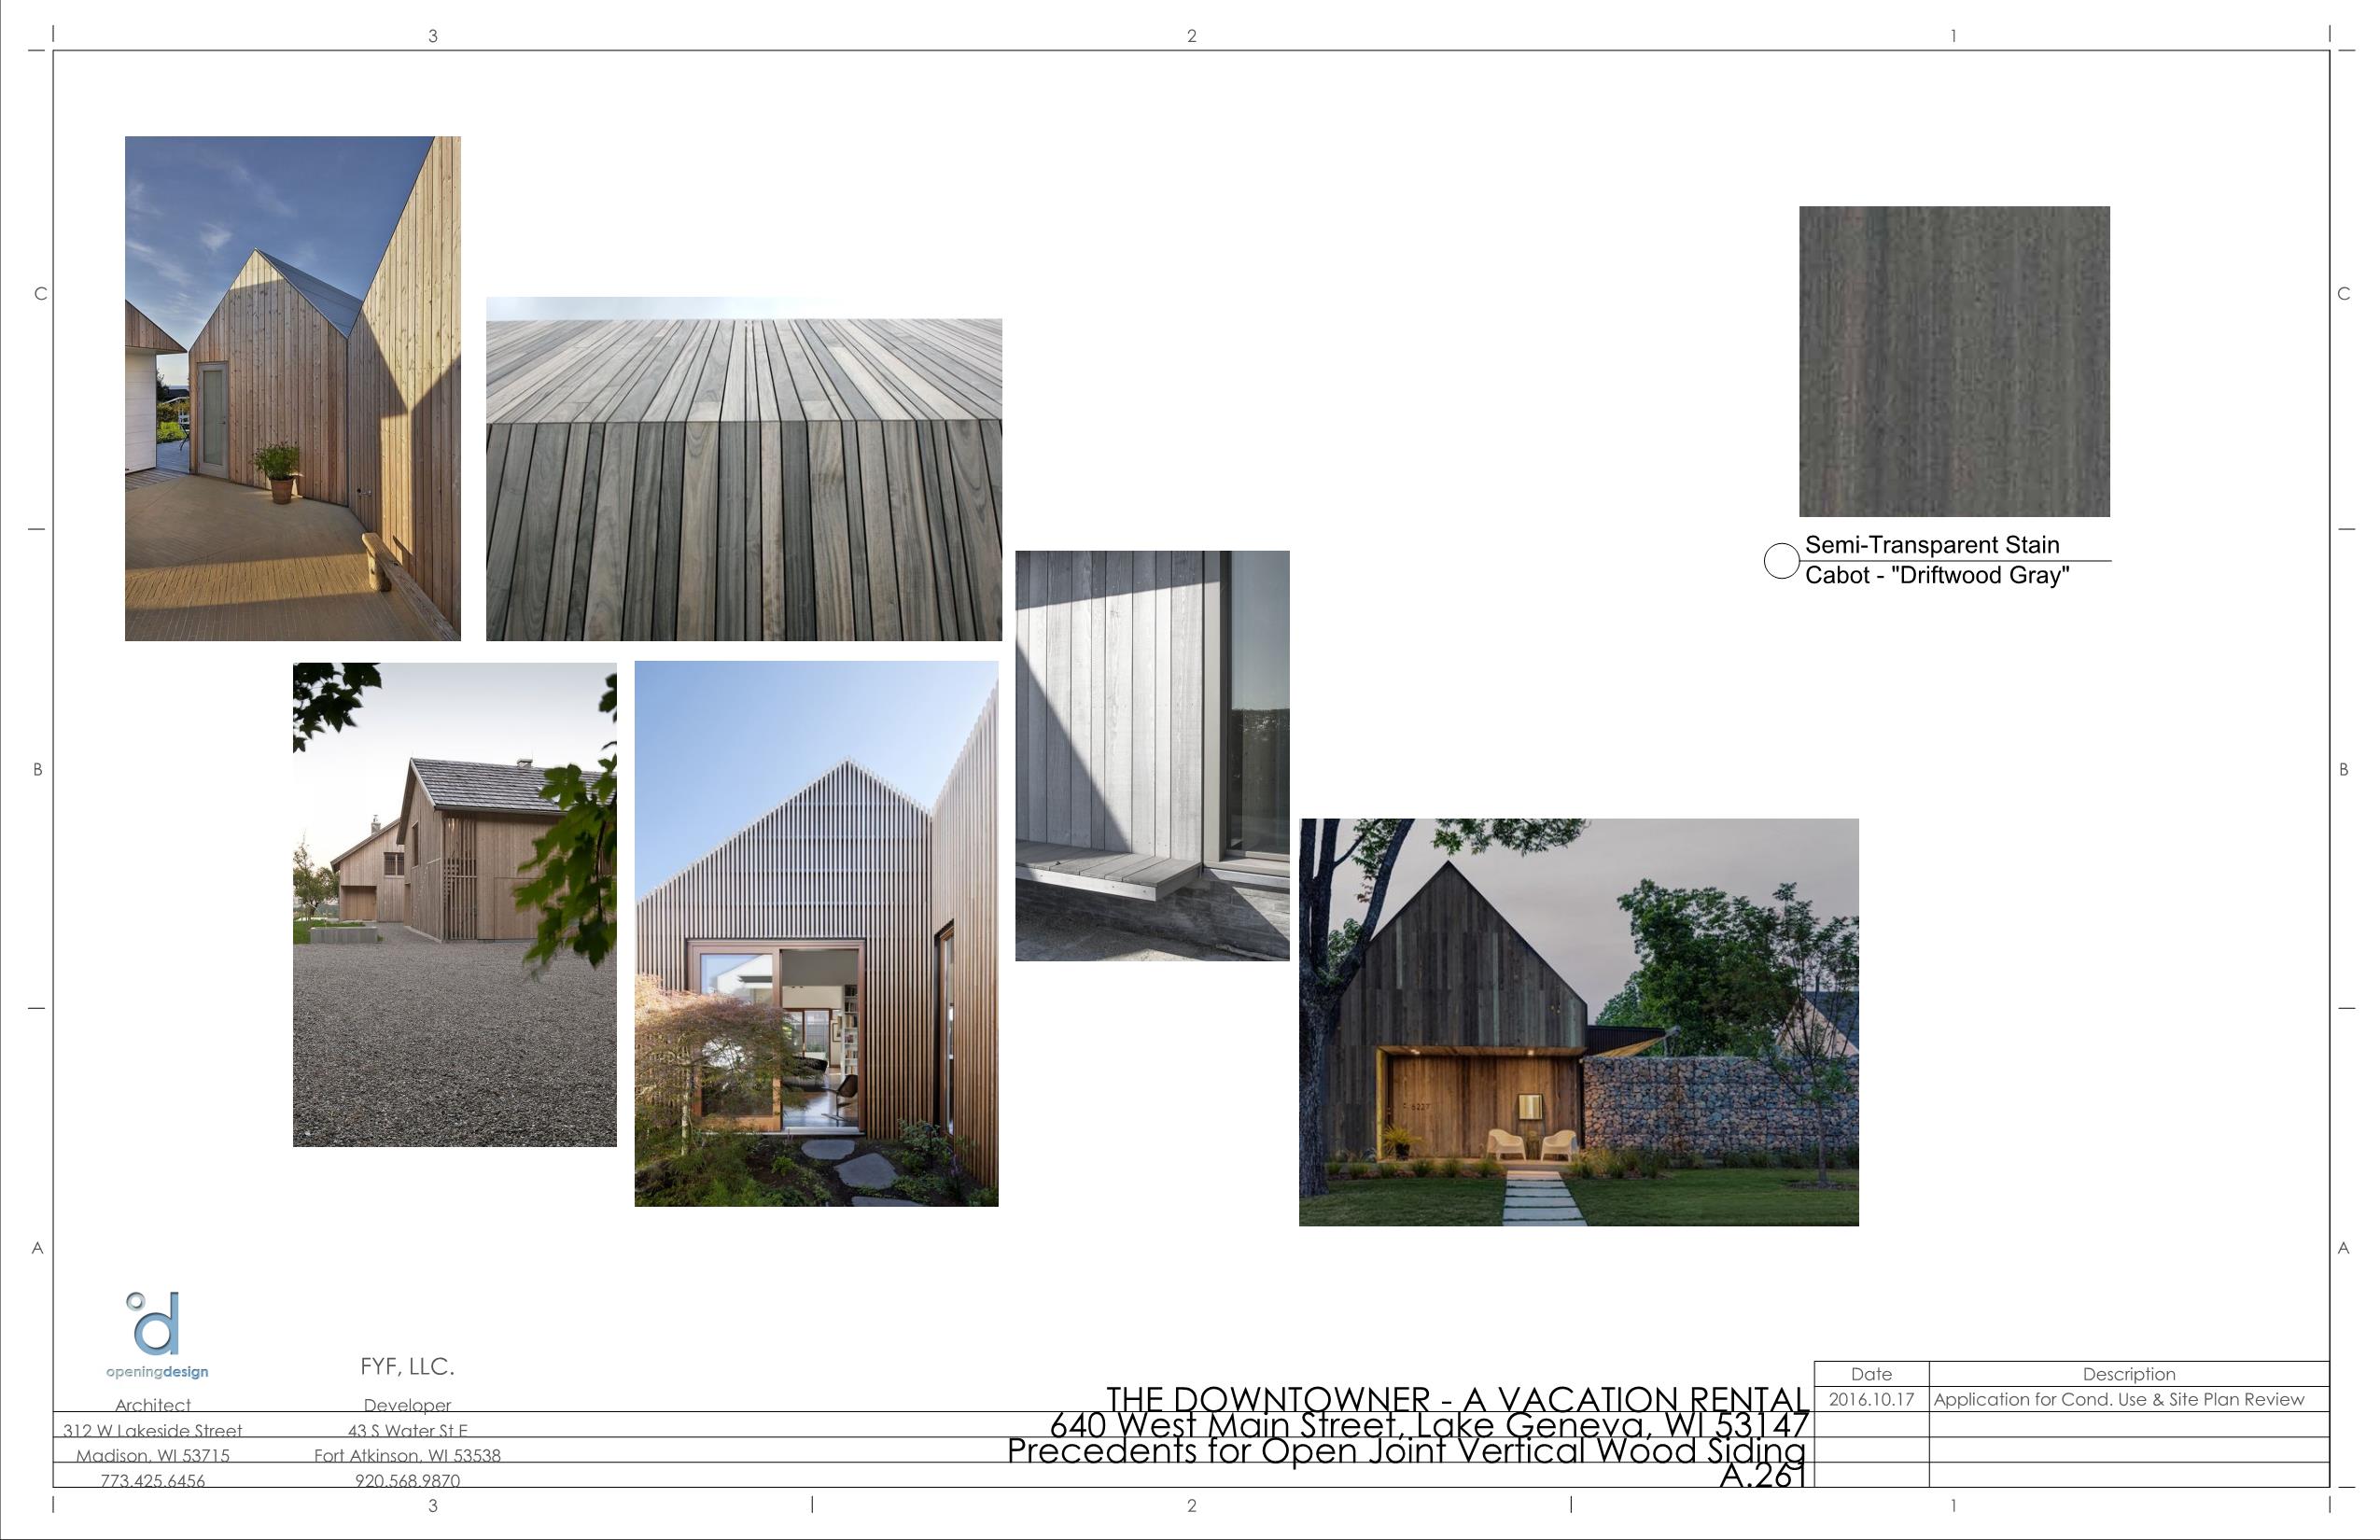 3 2 1
C C
Semi-Transparent Stain
Cabot - "Driftwood Gray"
B B
A A
openingdesign
Architect
312 W Lakeside Street
Madison, WI 53715
773.425.6456
FYF, LLC.
Developer
43 S Water St E
Fort Atkinson, WI 53538
920.568.9870
THE DOWNTOWNER - A VACATION RENTAL
640 West Main Street, Lake Geneva, WI 53147
Precedents for Open Joint Vertical Wood Siding
A.261
Date Description
2016.10.17 Application for Cond. Use & Site Plan Review
3 2 1